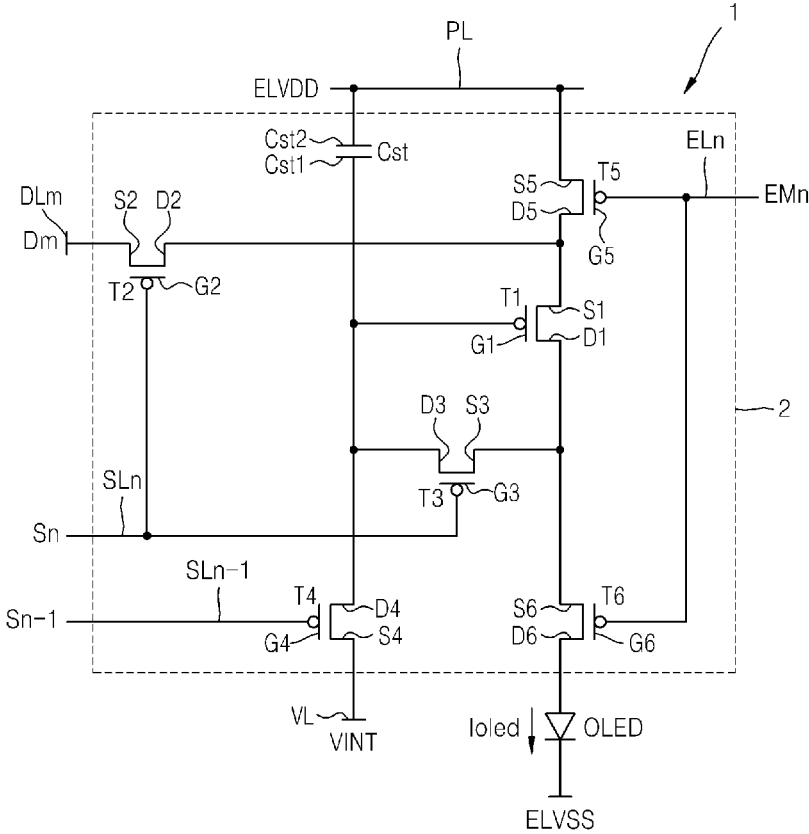 1
PL
ELVDD
Cst2
Cst1
Cst
ELn
T5
S5
D5
EMn
G5
DLm
S2
D2
Dm
T2
G2
T1
S1
G1
D1
D3
S3
2
T3
G3
SLn
Sn
SLn-1
T4
D4
S6
T6
Sn-1
G4
S4
D6
G6
VL
VINT
Ioled
OLED
ELVSS